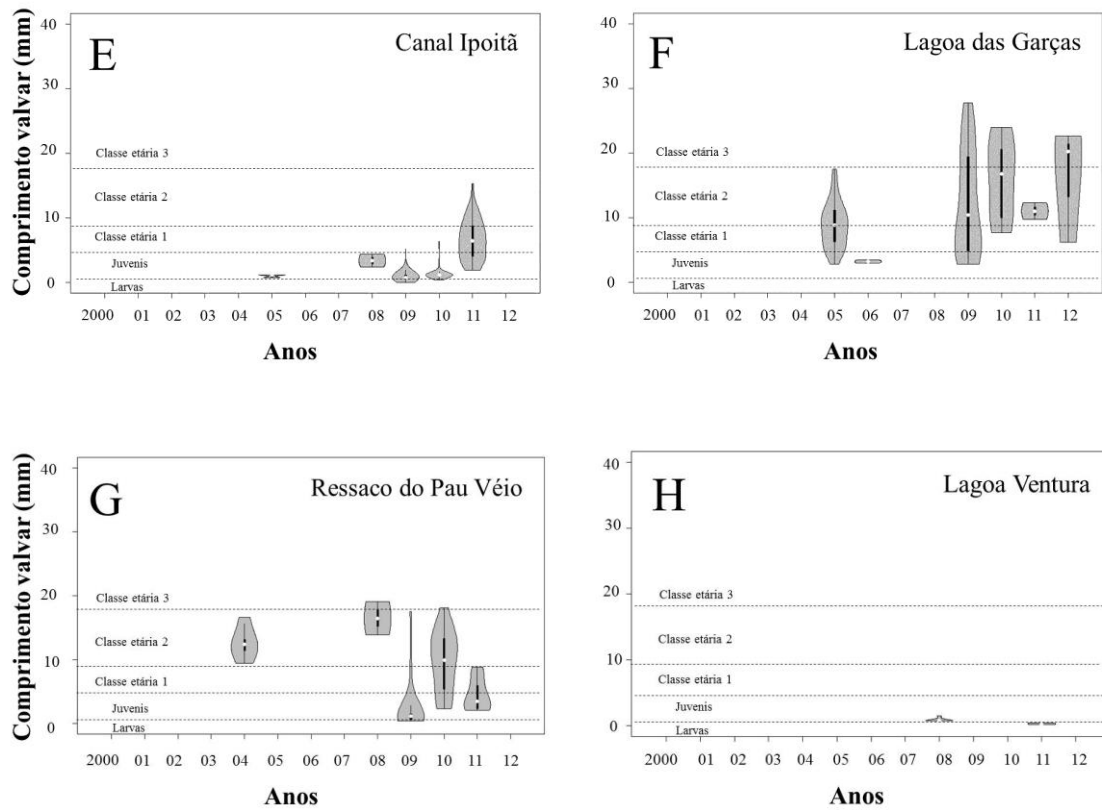 E
Canal Ipoitã
Comprimento valvar (mm)
40
30
20
10
0
Classe etária 3
Classe etária 2
Classe etária 1
Juvenis
Larvas
2000 01 02 03 04 05 06 07 08 09 10 11 12
Anos
F
Lagoa das Garças
40
30
20
10
0
Classe etária 3
Classe etária 2
Classe etária 1
Juvenis
Larvas
2000 01 02 03 04 05 06 07 08 09 10 11 12
Anos
G
Ressaco do Pau Véio
Comprimento valvar (mm)
40
30
20
10
0
Classe etária 3
Classe etária 2
Classe etária 1
Juvenis
Larvas
2000 01 02 03 04 05 06 07 08 09 10 11 12
Anos
H
Lagoa Ventura
40
30
20
10
0
Classe etária 3
Classe etária 2
Classe etária 1
Juvenis
Larvas
2000 01 02 03 04 05 06 07 08 09 10 11 12
Anos